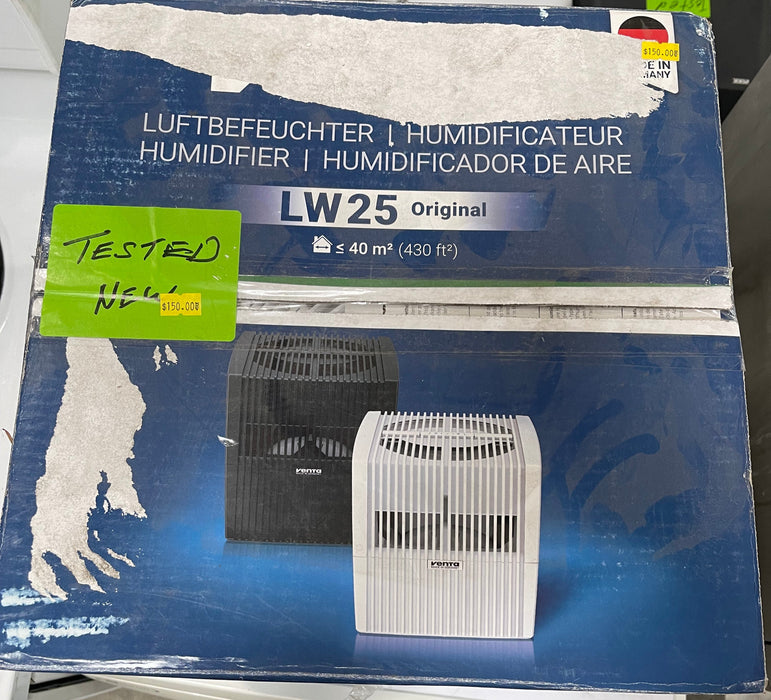 $150.00
DE IN
MANY
LUFTBEFEUCHTER | HUMIDIFICATEUR
HUMIDIFIER | HUMIDIFICADOR DE AIRE
LW25 Original
≤ 40 m² (430 ft²)
TESTED
NEW
$150.00
venta
venta
Tested